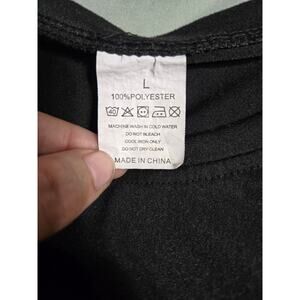 L
100%POLYESTER
40
MACHINE WASH IN COLD WATER
DO NOT BLEACH
COOL IRON ONLY
DO NOT DRY CLEAN
MADE IN CHINA